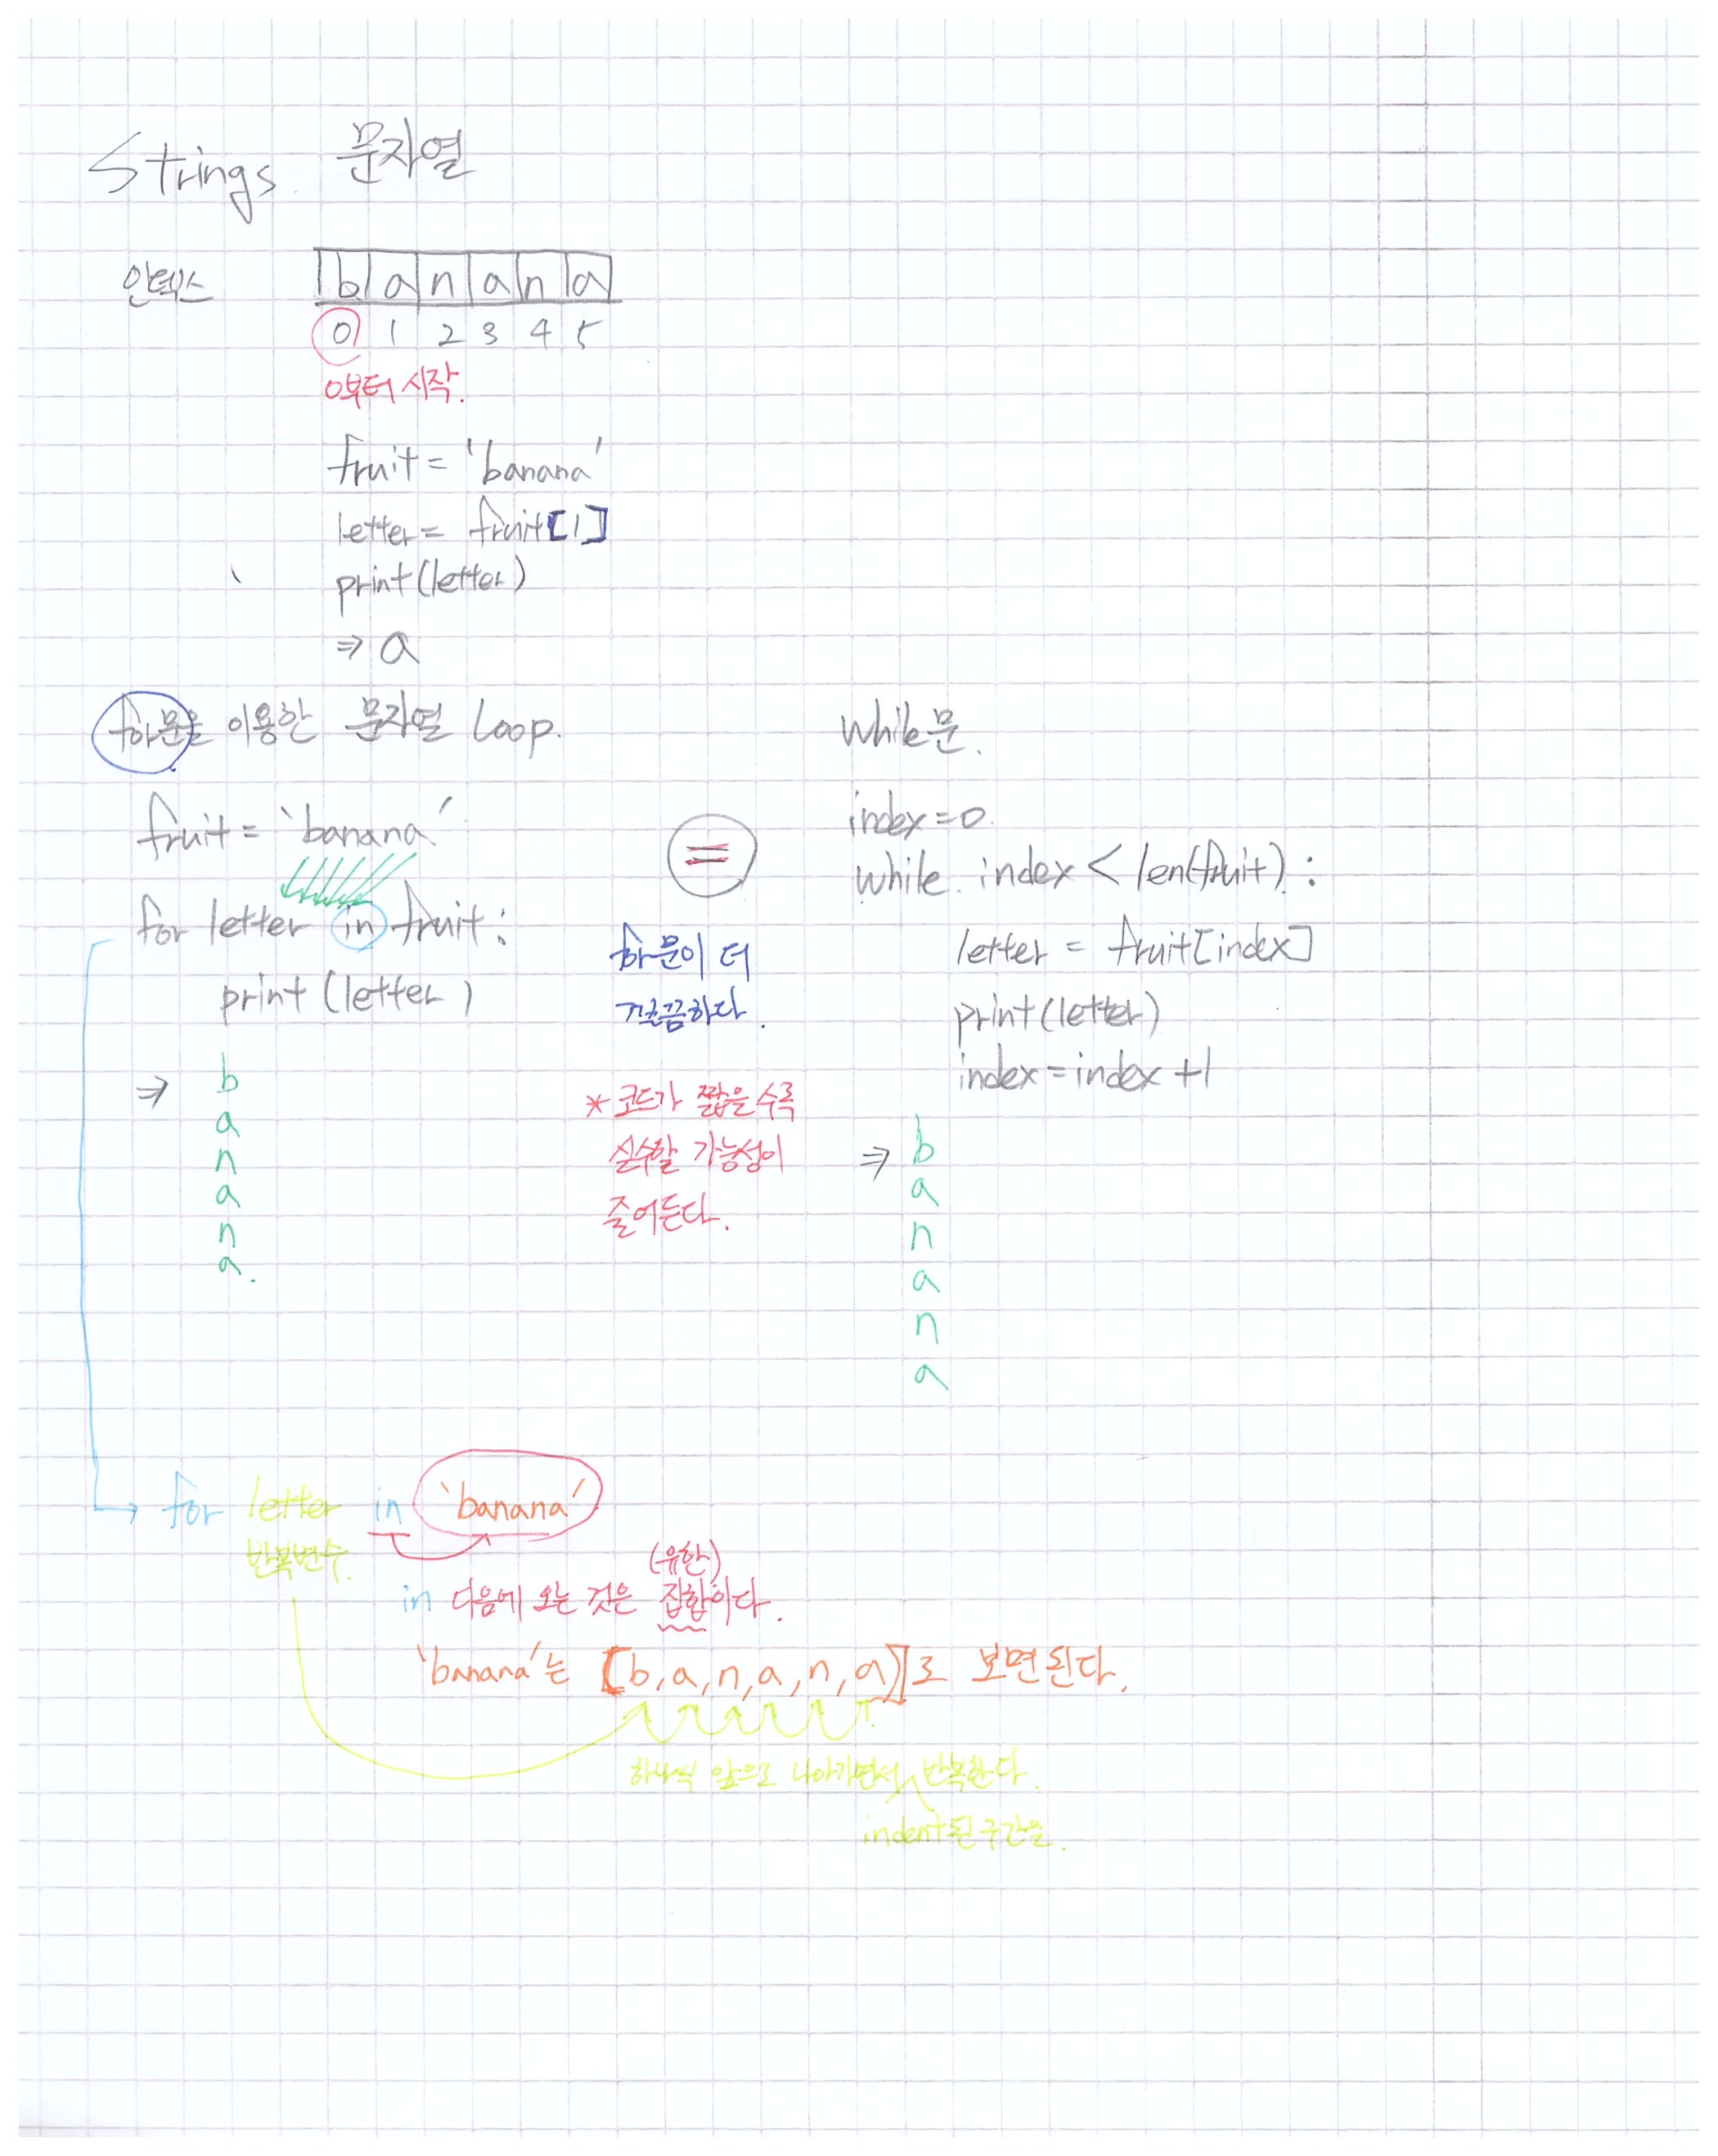 Strings 문자열
인덱스
b a n a n a
0 1 2 3 4 5
0부터 시작.
fruit = 'banana'
letter = fruit[1]
print(letter)
⇒ a
for문을 이용한 문자열 Loop.
fruit = 'banana'
for letter in fruit:
print(letter)
⇒ b
a
n
a
n
a.
=
for문이 더
깔끔하다.
* 코드가 짧을수록
실수할 가능성이
줄어든다.
while문.
index=0.
while index < len(fruit):
letter = fruit[index]
print(letter)
index=index+1
⇒ b
a
n
a
n
a
→ for letter in 'banana'
반복변수.
(유한)
in 다음에 오는 것은 집합이다.
'banana'는 [b,a,n,a,n,a]로 보면된다.
하나씩 앞으로 나아가면서 반복한다.
indent된 구간을.